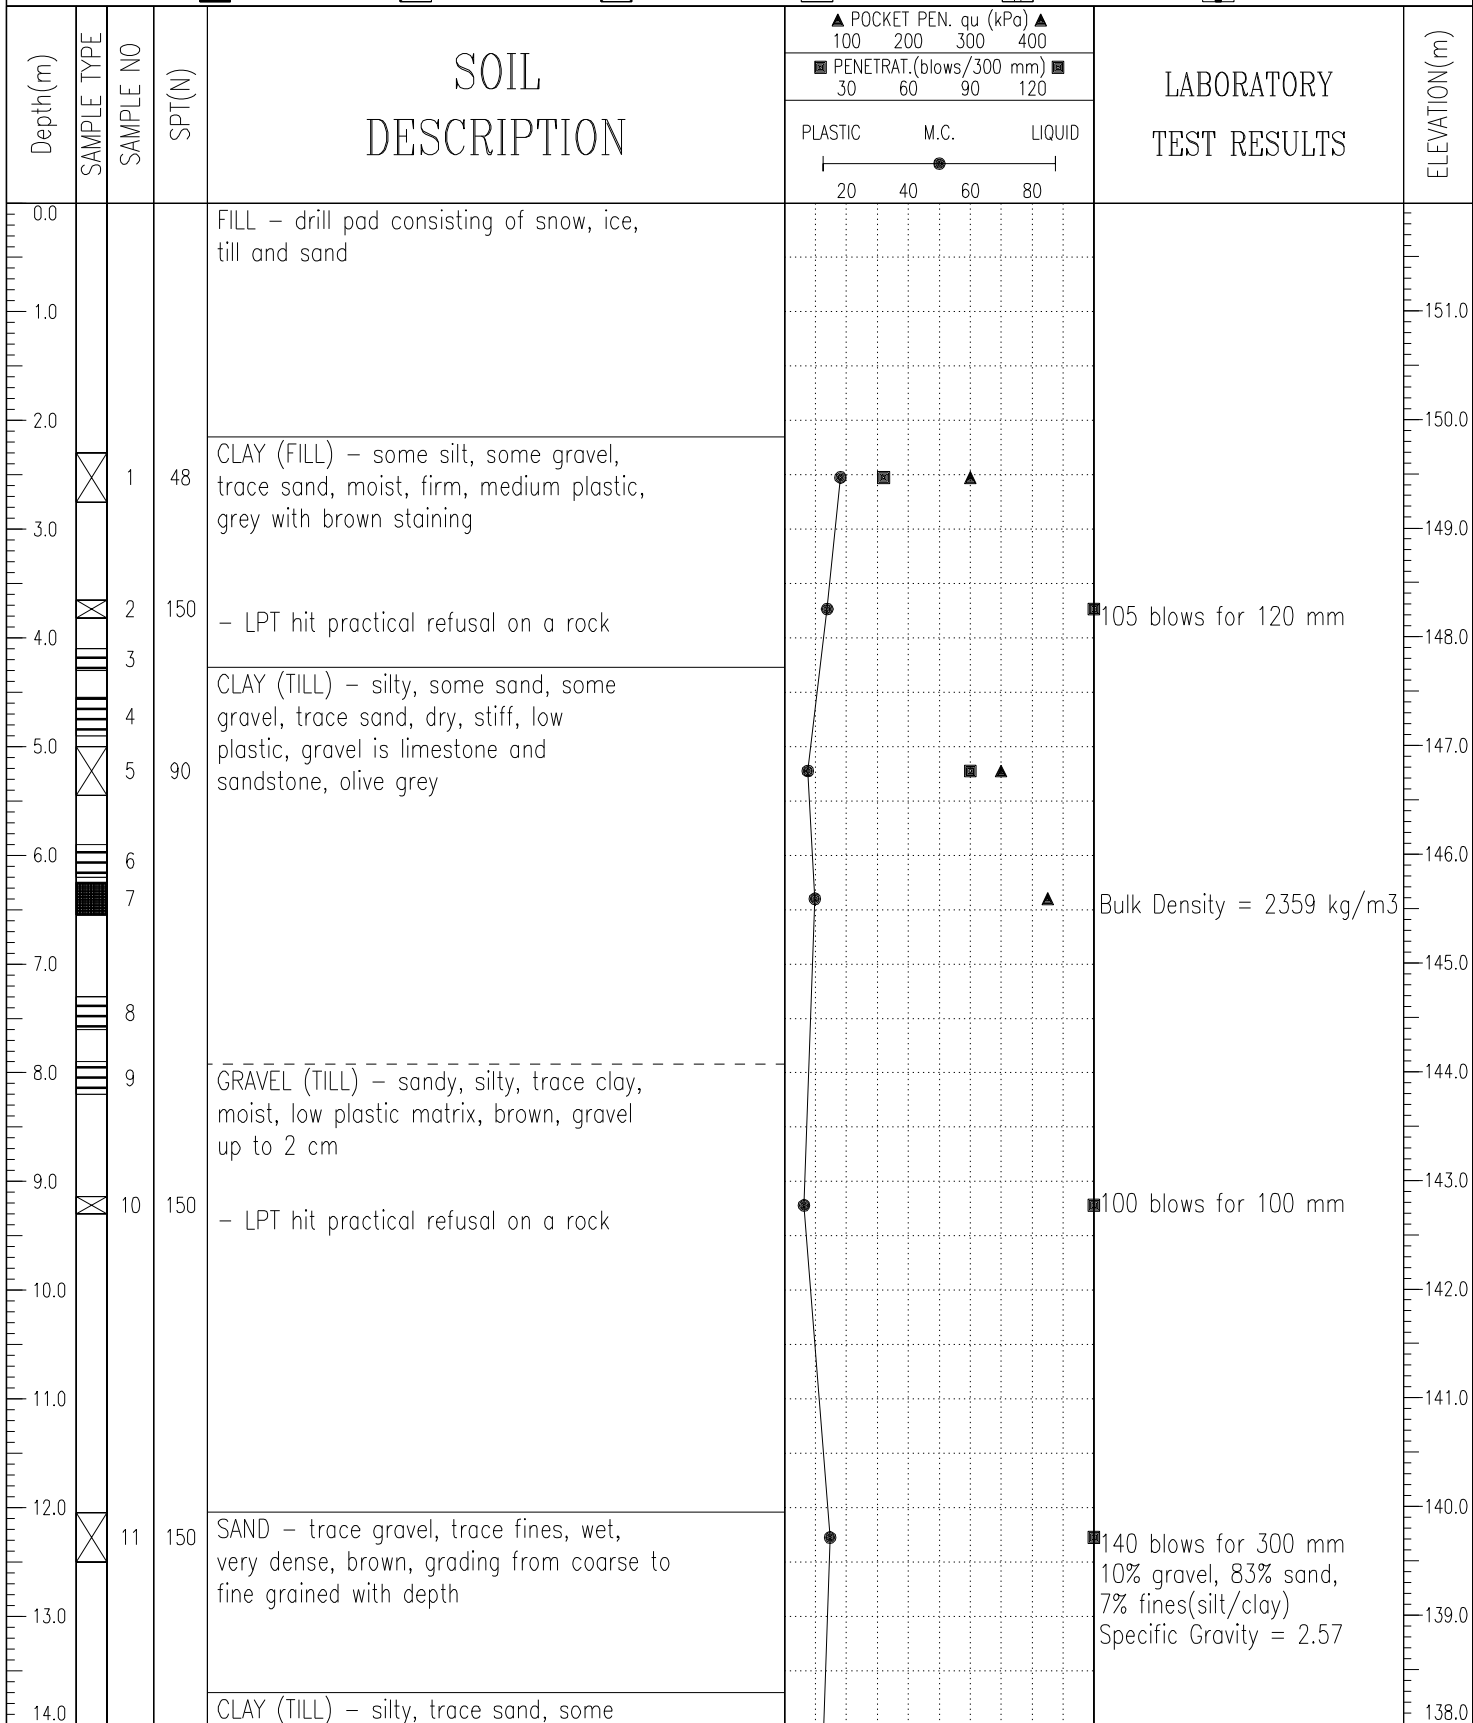 Depth(m)
SAMPLE TYPE
SAMPLE NO
SPT(N)
SOIL
DESCRIPTION
▲ POCKET PEN. qu (kPa) ▲
100 200 300 400
■ PENETRAT.(blows/300 mm) ■
30 60 90 120
PLASTIC M.C. LIQUID
20 40 60 80
LABORATORY
TEST RESULTS
ELEVATION(m)
0.0
FILL – drill pad consisting of snow, ice,
till and sand
1.0
151.0
2.0
150.0
CLAY (FILL) – some silt, some gravel,
1 48
trace sand, moist, firm, medium plastic,
grey with brown staining
3.0
149.0
2 150
– LPT hit practical refusal on a rock
105 blows for 120 mm
4.0
148.0
3
CLAY (TILL) – silty, some sand, some
4
gravel, trace sand, dry, stiff, low
5.0
plastic, gravel is limestone and
147.0
5 90
sandstone, olive grey
6.0
6
146.0
7
Bulk Density = 2359 kg/m3
7.0
145.0
8
8.0
9
144.0
GRAVEL (TILL) – sandy, silty, trace clay,
moist, low plastic matrix, brown, gravel
up to 2 cm
9.0
143.0
10 150
– LPT hit practical refusal on a rock
100 blows for 100 mm
10.0
142.0
11.0
141.0
12.0
140.0
11 150
SAND – trace gravel, trace fines, wet,
very dense, brown, grading from coarse to
fine grained with depth
140 blows for 300 mm
10% gravel, 83% sand,
7% fines(silt/clay)
Specific Gravity = 2.57
13.0
139.0
14.0
CLAY (TILL) – silty, trace sand, some
138.0